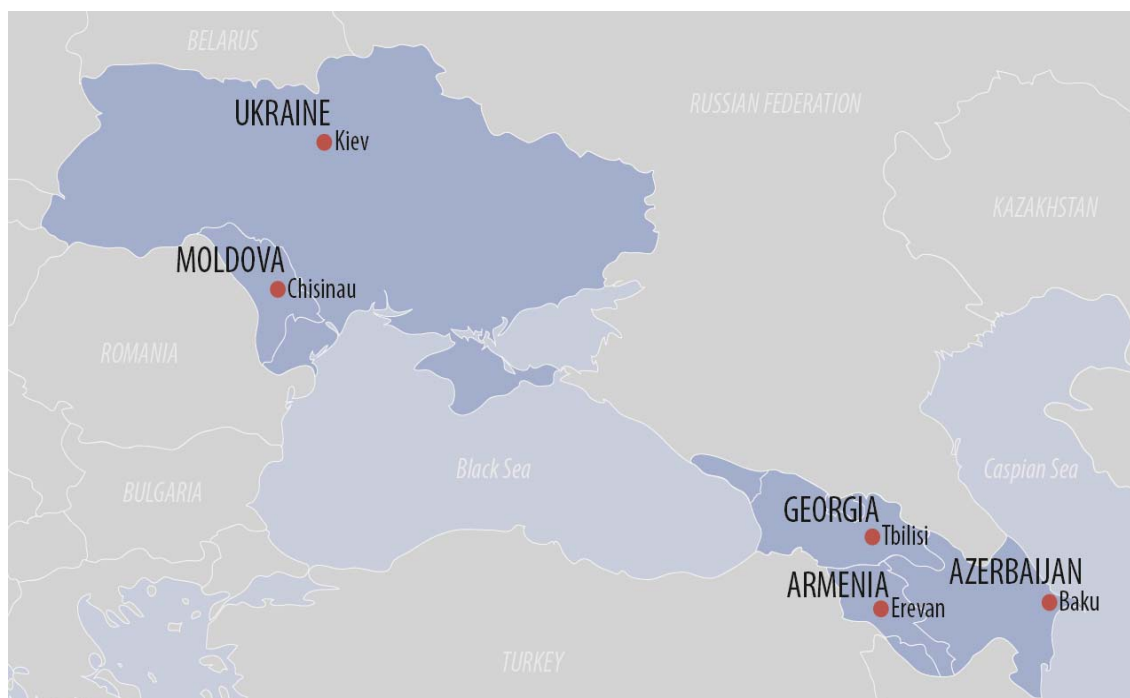 BELARUS
UKRAINE
Kiev
RUSSIAN FEDERATION
KAZAKHSTAN
MOLDOVA
Chisinau
ROMANIA
Black Sea
Caspian Sea
BULGARIA
GEORGIA
Tbilisi
AZERBAIJAN
ARMENIA
Erevan
Baku
TURKEY